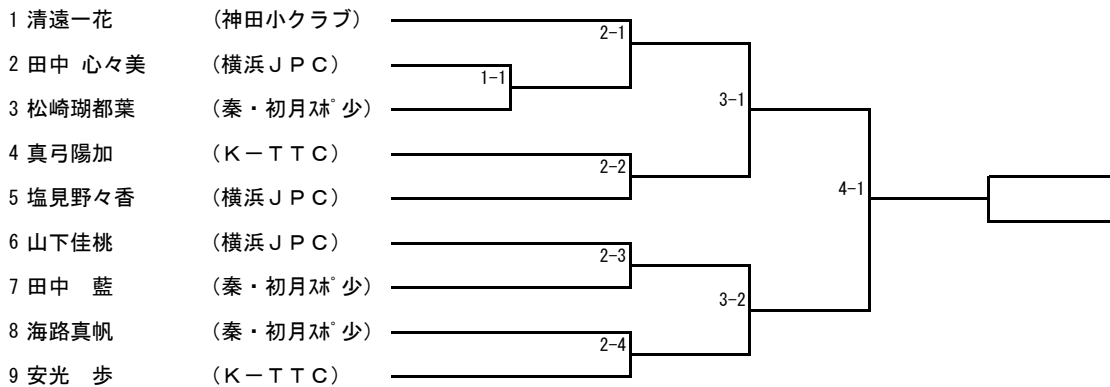 1 清遠一花 (神田小クラブ)
2-1
2 田中 心々美 (横浜ＪＰＣ)
1-1
3 松崎瑚都葉 (秦・初月ｽﾎﾟ少)
3-1
4 真弓陽加 (Ｋ－ＴＴＣ)
2-2
4-1
5 塩見野々香 (横浜ＪＰＣ)
6 山下佳桃 (横浜ＪＰＣ)
2-3
7 田中　藍 (秦・初月ｽﾎﾟ少)
3-2
8 海路真帆 (秦・初月ｽﾎﾟ少)
2-4
9 安光　歩 (Ｋ－ＴＴＣ)